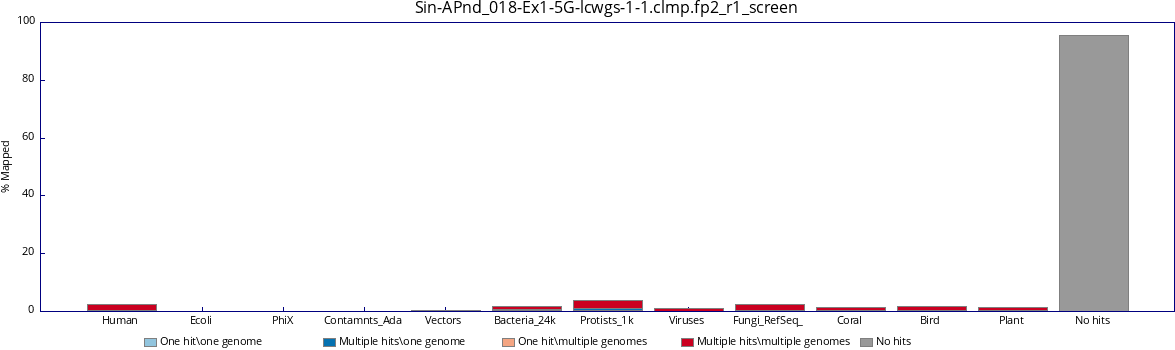 Sin-APnd_018-Ex1-5G-lcwgs-1-1.clmp.fp2_r1_screen
100
80
60
40
20
0
% Mapped
Human Ecoli PhiX Contamnts_Ada Vectors Bacteria_24k Protists_1k Viruses Fungi_RefSeq_ Coral Bird Plant No hits
One hit\one genome Multiple hits\one genome One hit\multiple genomes Multiple hits\multiple genomes No hits